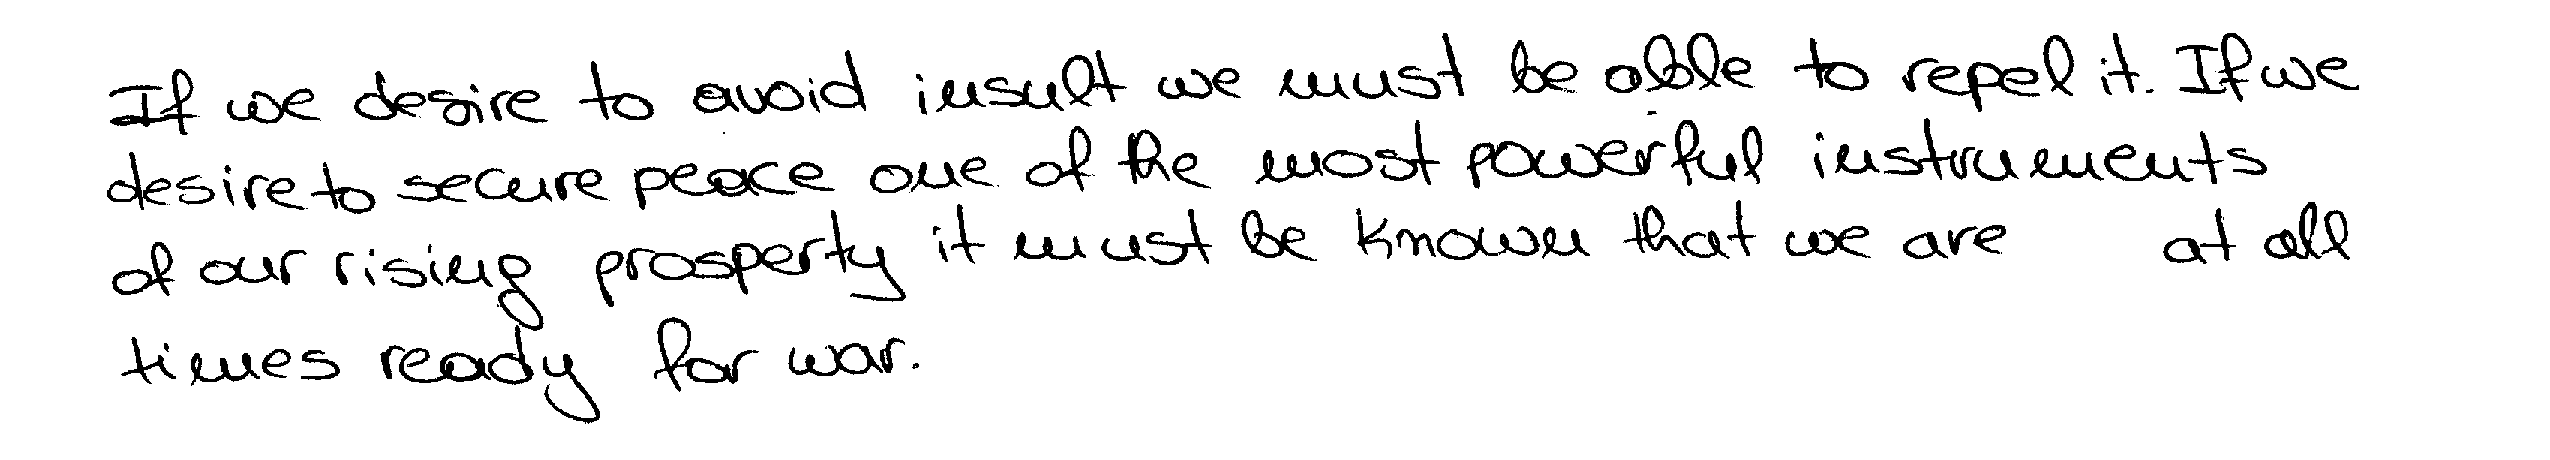 If we desire to avoid insult we must be able to repel it. If we
desire to secure peace one of the most powerful instruments
of our rising prosperty it must be known that we are at all
times ready for war.